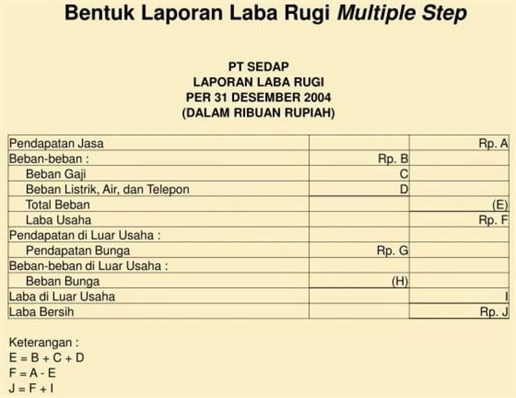 Bentuk Laporan Laba Rugi Multiple Step
PT SEDAP
LAPORAN LABA RUGI
PER 31 DESEMBER 2004
(DALAM RIBUAN RUPIAH)
Pendapatan Jasa Rp. A
Beban-beban : Rp. B
Beban Gaji C
Beban Listrik, Air, dan Telepon D
Total Beban (E)
Laba Usaha Rp. F
Pendapatan di Luar Usaha :
Pendapatan Bunga Rp. G
Beban-beban di Luar Usaha :
Beban Bunga (H)
Laba di Luar Usaha I
Laba Bersih Rp. J
Keterangan :
E = B + C + D
F = A - E
J = F + I